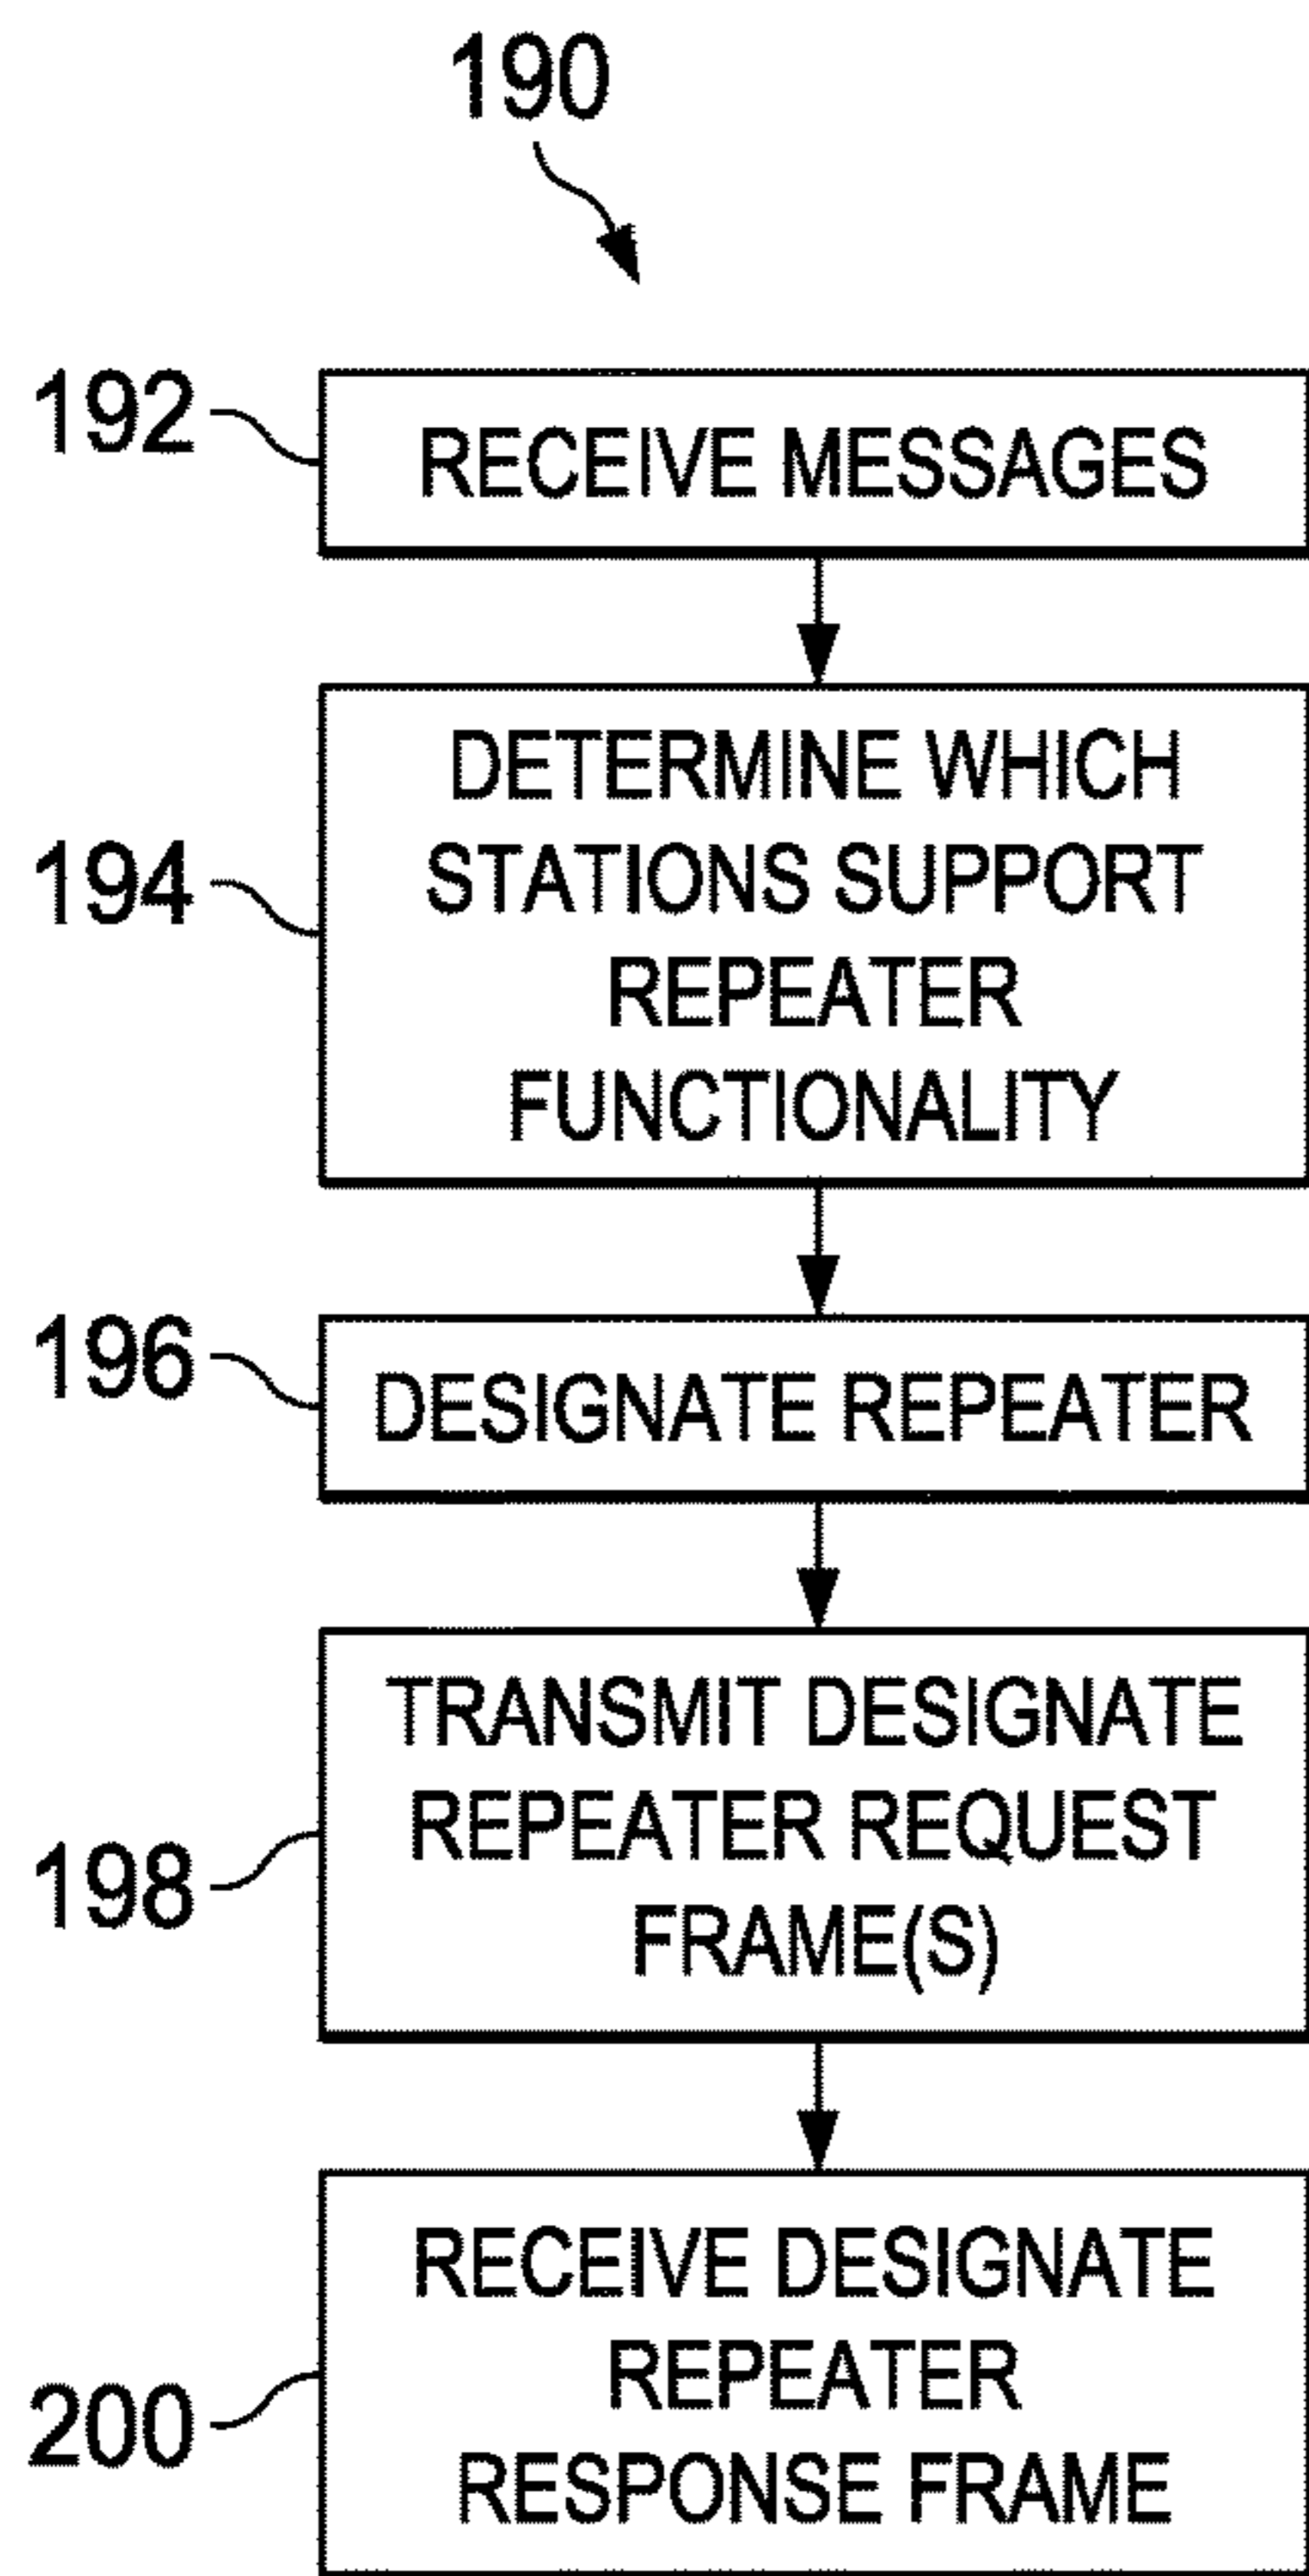 190
192
RECEIVE MESSAGES
194
DETERMINE WHICH
STATIONS SUPPORT
REPEATER
FUNCTIONALITY
196
DESIGNATE REPEATER
198
TRANSMIT DESIGNATE
REPEATER REQUEST
FRAME(S)
200
RECEIVE DESIGNATE
REPEATER
RESPONSE FRAME